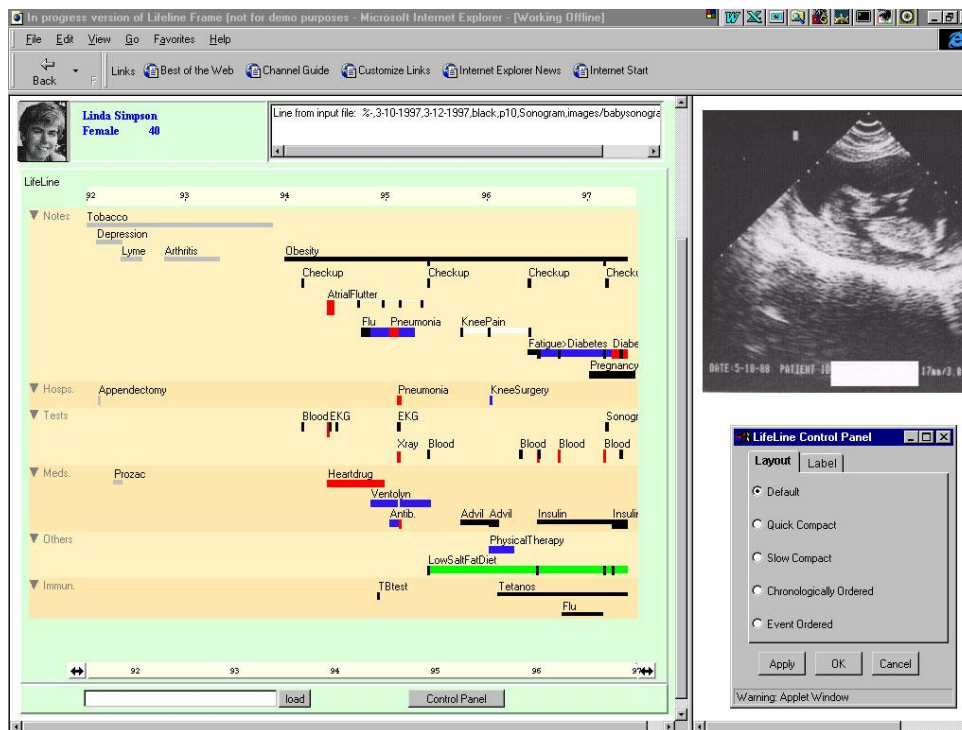 In progress version of Lifeline Frame [not for demo purposes - Microsoft Internet Explorer - [Working Offline]
File Edit View Go Favorites Help
Back
F
Links Best of the Web Channel Guide Customize Links Internet Explorer News Internet Start
Linda Simpson
Female 40
Line from input file: %-,3-10-1997,3-12-1997,black,p10,Sonogram,images/babysonogra
LifeLine
92 93 94 95 96 97
Notes Tobacco
Depression
Lyme Arthritis Obesity
Checkup Checkup Checkup Checku
AtrialFlutter
Flu Pneumonia KneePain
Fatigue>Diabetes Diabe
Pregnancy
Hosps. Appendectomy Pneumonia KneeSurgery
Tests Blood EKG EKG Sonogr
Xray Blood Blood Blood Blood
Meds. Prozac Heartdrug
Ventolyn
Antib. Advil Advil Insulin Insulin
Others PhysicalTherapy
LowSaltFatDiet
Immun. TBtest Tetanos
Flu
92 93 94 95 96 97
load Control Panel
DATE:5-18-88 PATIENT 17mm/3.8
LifeLine Control Panel
Layout Label
Default
Quick Compact
Slow Compact
Chronologically Ordered
Event Ordered
Apply OK Cancel
Warning: Applet Window